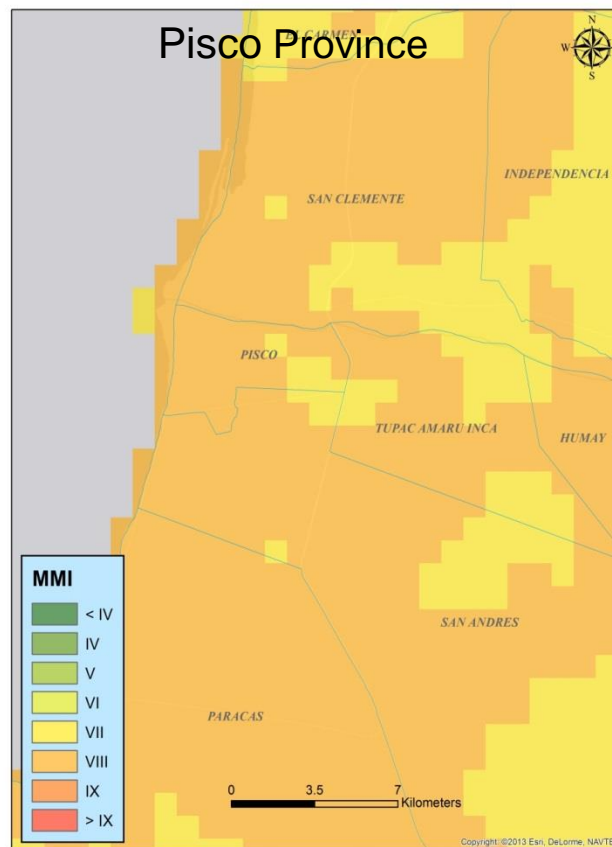 Pisco Province
EL CARMEN
N
W
E
S
INDEPENDENCIA
SAN CLEMENTE
PISCO
TUPAC AMARU INCA
HUMAY
SAN ANDRES
PARACAS
MMI
< IV
IV
V
VI
VII
VIII
IX
> IX
0 3.5 7
Kilometers
Copyright: ©2013 Esri, DeLorme, NAVTE